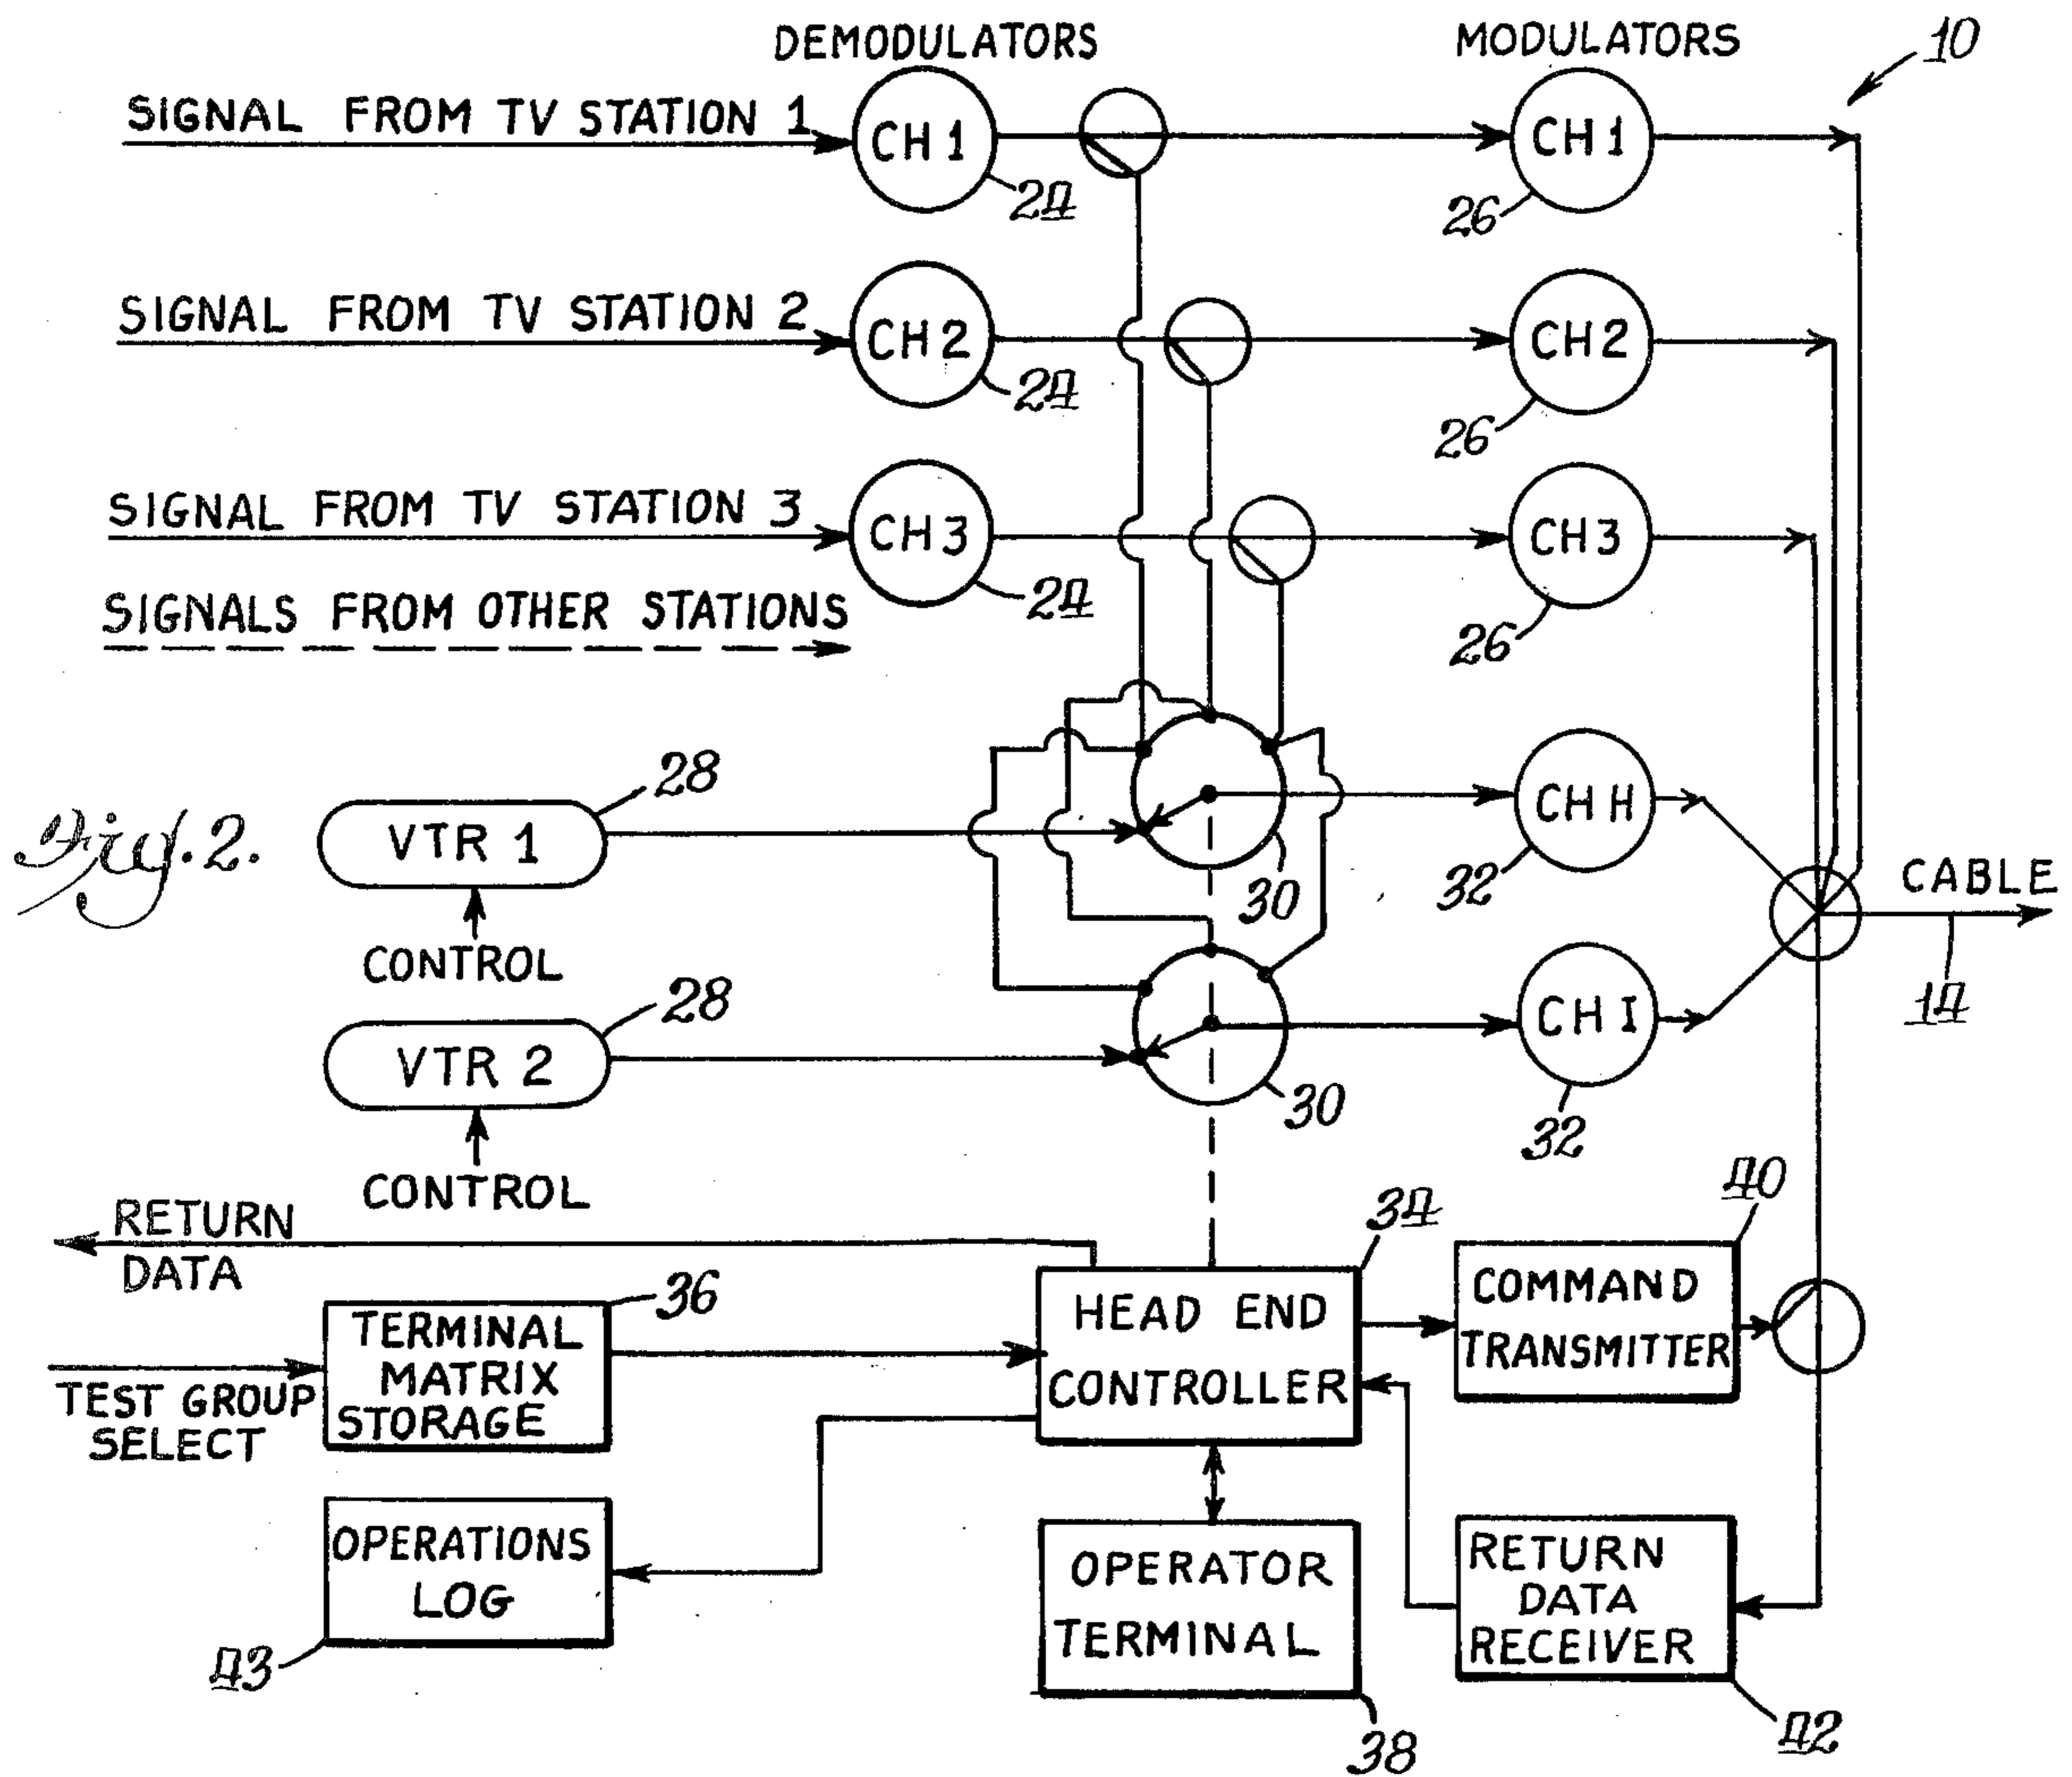 DEMODULATORS
MODULATORS
10
SIGNAL FROM TV STATION 1
CH 1
CH 1
24
26
SIGNAL FROM TV STATION 2
CH 2
CH 2
24
26
SIGNAL FROM TV STATION 3
CH 3
CH 3
24
26
SIGNALS FROM OTHER STATIONS
Fig. 2.
VTR 1
28
30
CH H
32
CABLE
14
CONTROL
VTR 2
28
30
CH I
32
CONTROL
RETURN
DATA
34
40
36
TERMINAL
MATRIX
STORAGE
HEAD END
CONTROLLER
COMMAND
TRANSMITTER
TEST GROUP
SELECT
OPERATIONS
LOG
43
OPERATOR
TERMINAL
38
RETURN
DATA
RECEIVER
42